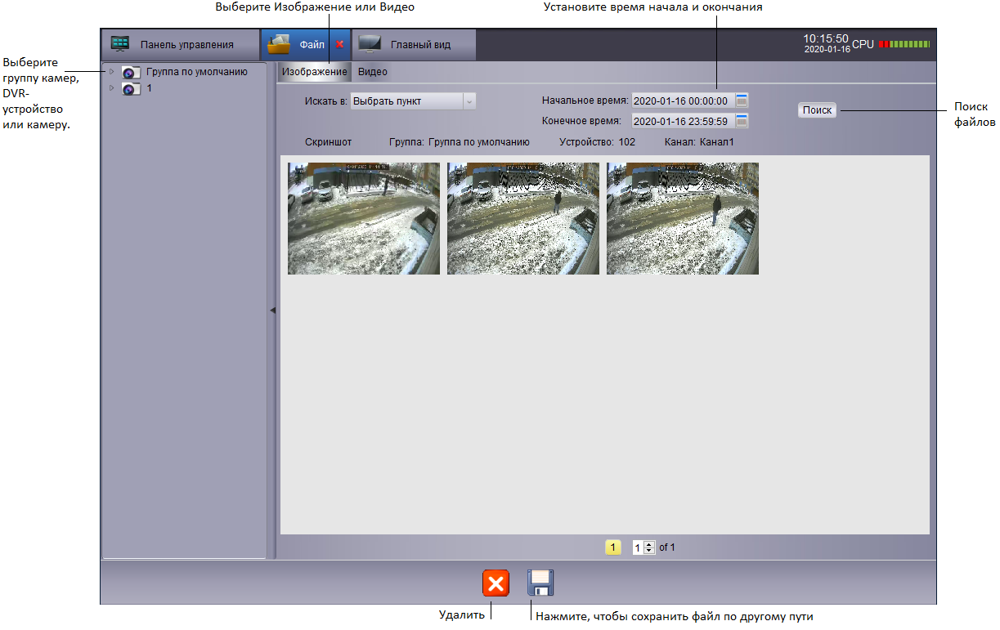 Выберите Изображение или Видео
Установите время начала и окончания
Панель управления
Файл
Главный вид
10:15:50
2020-01-16
CPU
Выберите
группу камер,
DVR-
устройство
или камеру.
Группа по умолчанию
1
Изображение
Видео
Искать в: Выбрать пункт
Начальное время: 2020-01-16 00:00:00
Конечное время: 2020-01-16 23:59:59
Поиск
Поиск
файлов
Скриншот
Группа: Группа по умолчанию
Устройство: 102
Канал: Канал1
1
1
of 1
Удалить
Нажмите, чтобы сохранить файл по другому пути